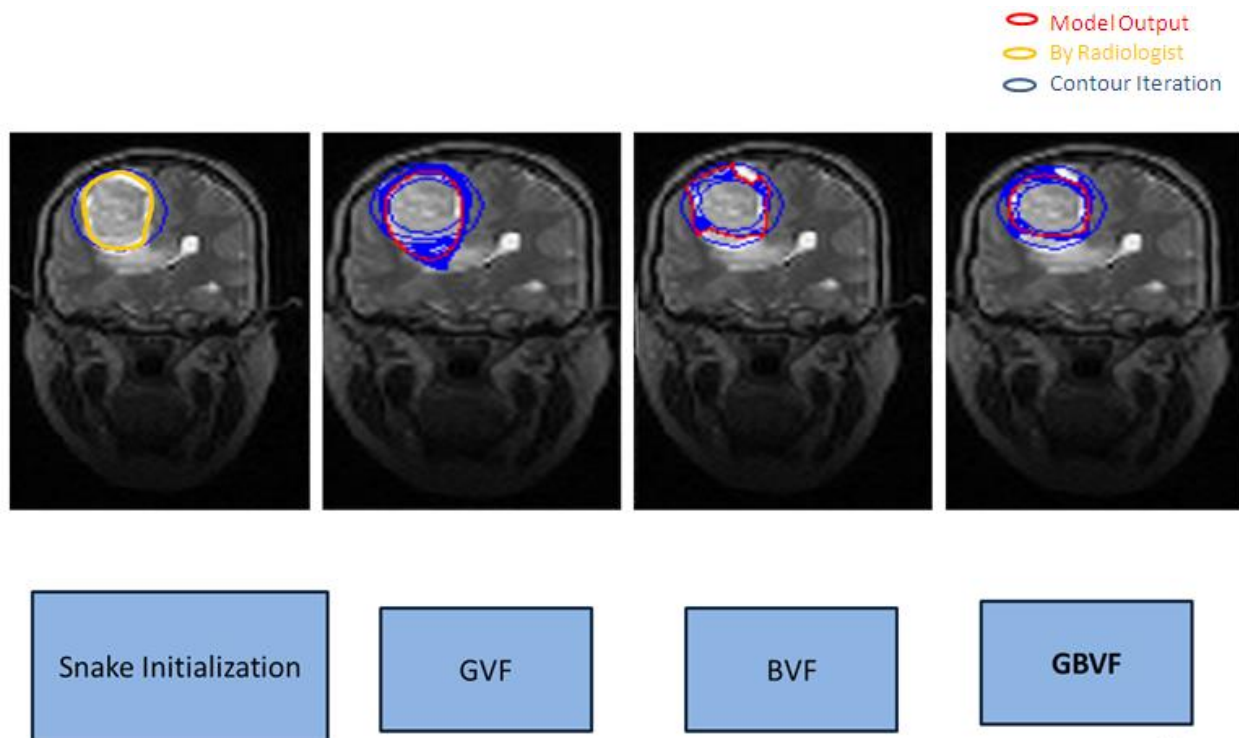 Model Output
By Radiologist
Contour Iteration
Snake Initialization
GVF
BVF
GBVF